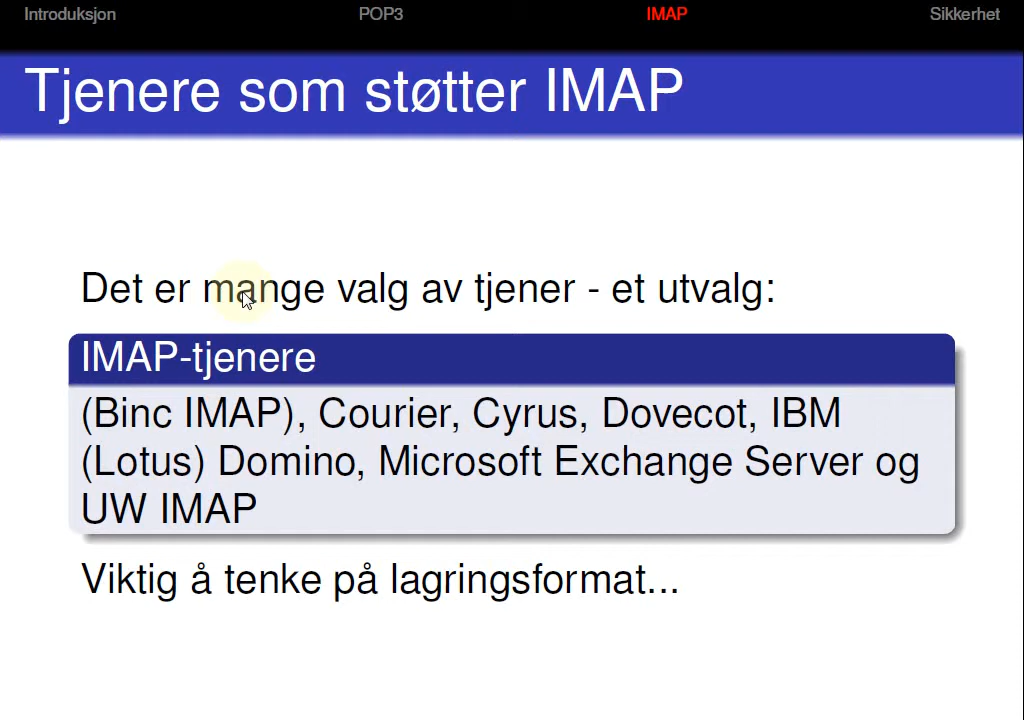 Introduksjon POP3 IMAP Sikkerhet
Tjenere som støtter IMAP
Det er mange valg av tjener - et utvalg:
IMAP-tjenere
(Binc IMAP), Courier, Cyrus, Dovecot, IBM
(Lotus) Domino, Microsoft Exchange Server og
UW IMAP
Viktig å tenke på lagringsformat...